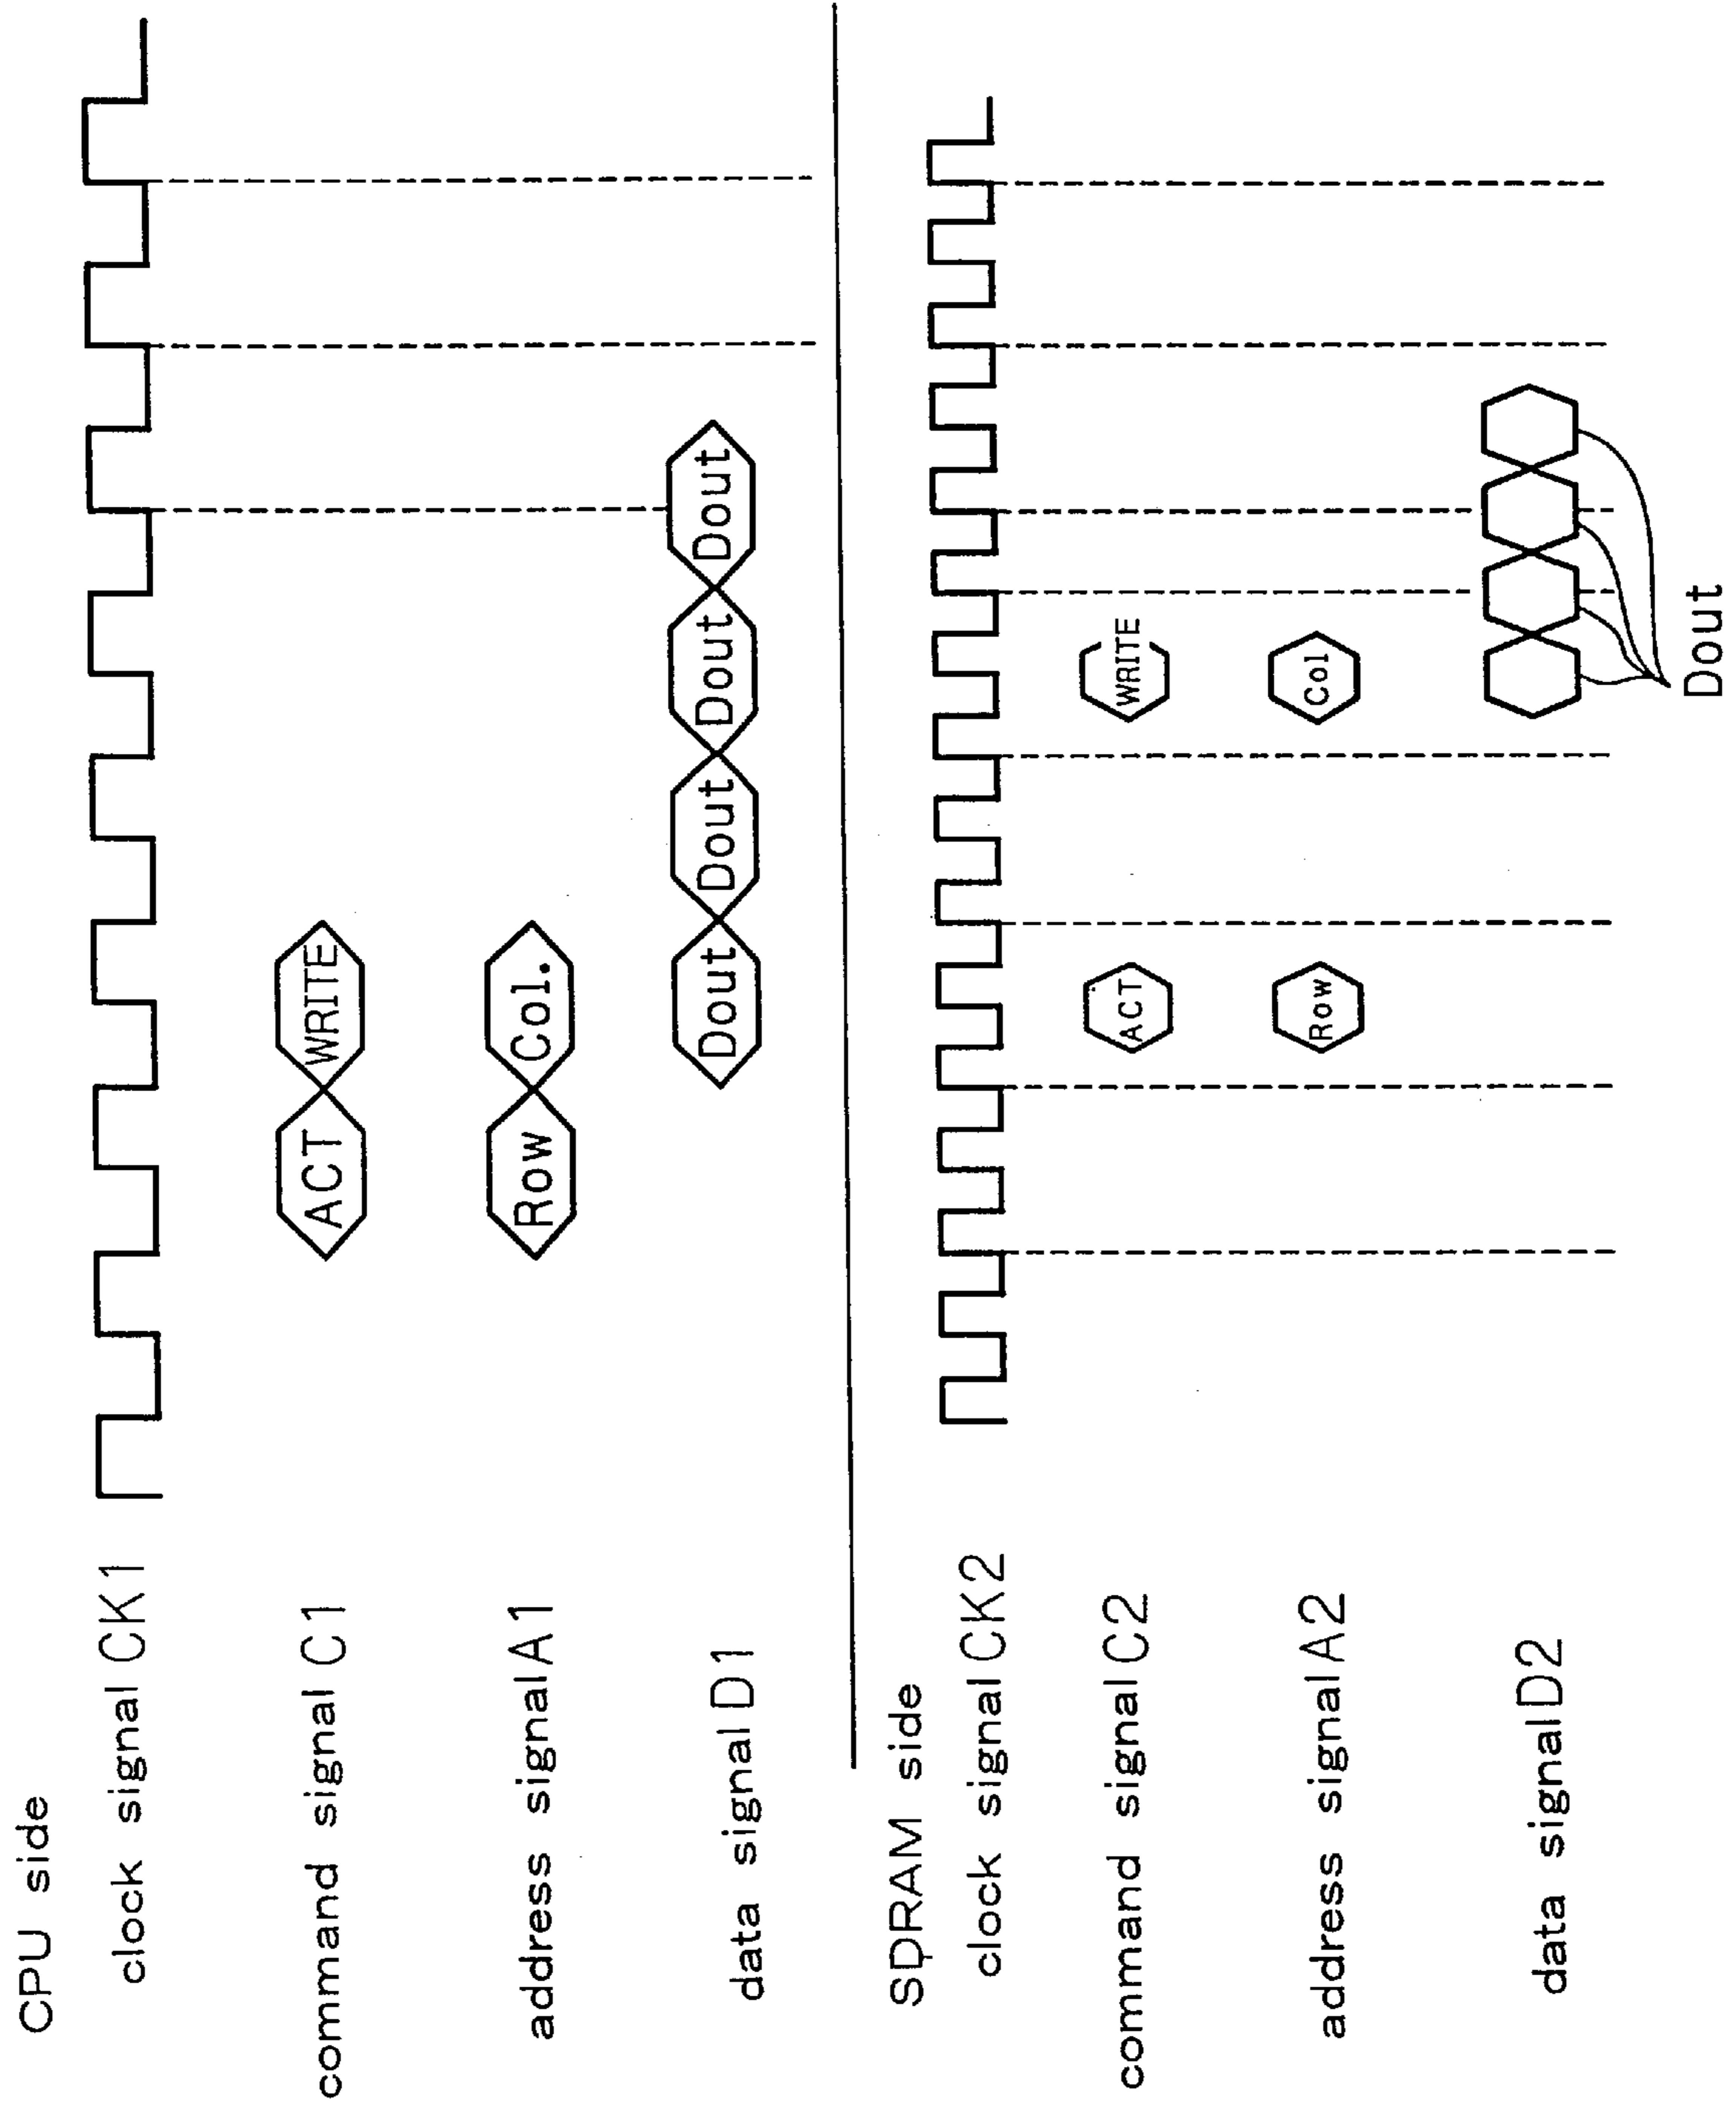 CPU side
clock signal CK1
command signal C1 ACT WRITE
address signal A1 Row Col.
data signal D1 Dout Dout Dout Dout
SDRAM side
clock signal CK2
command signal C2 ACT WRITE
address signal A2 Row Col
data signal D2
Dout